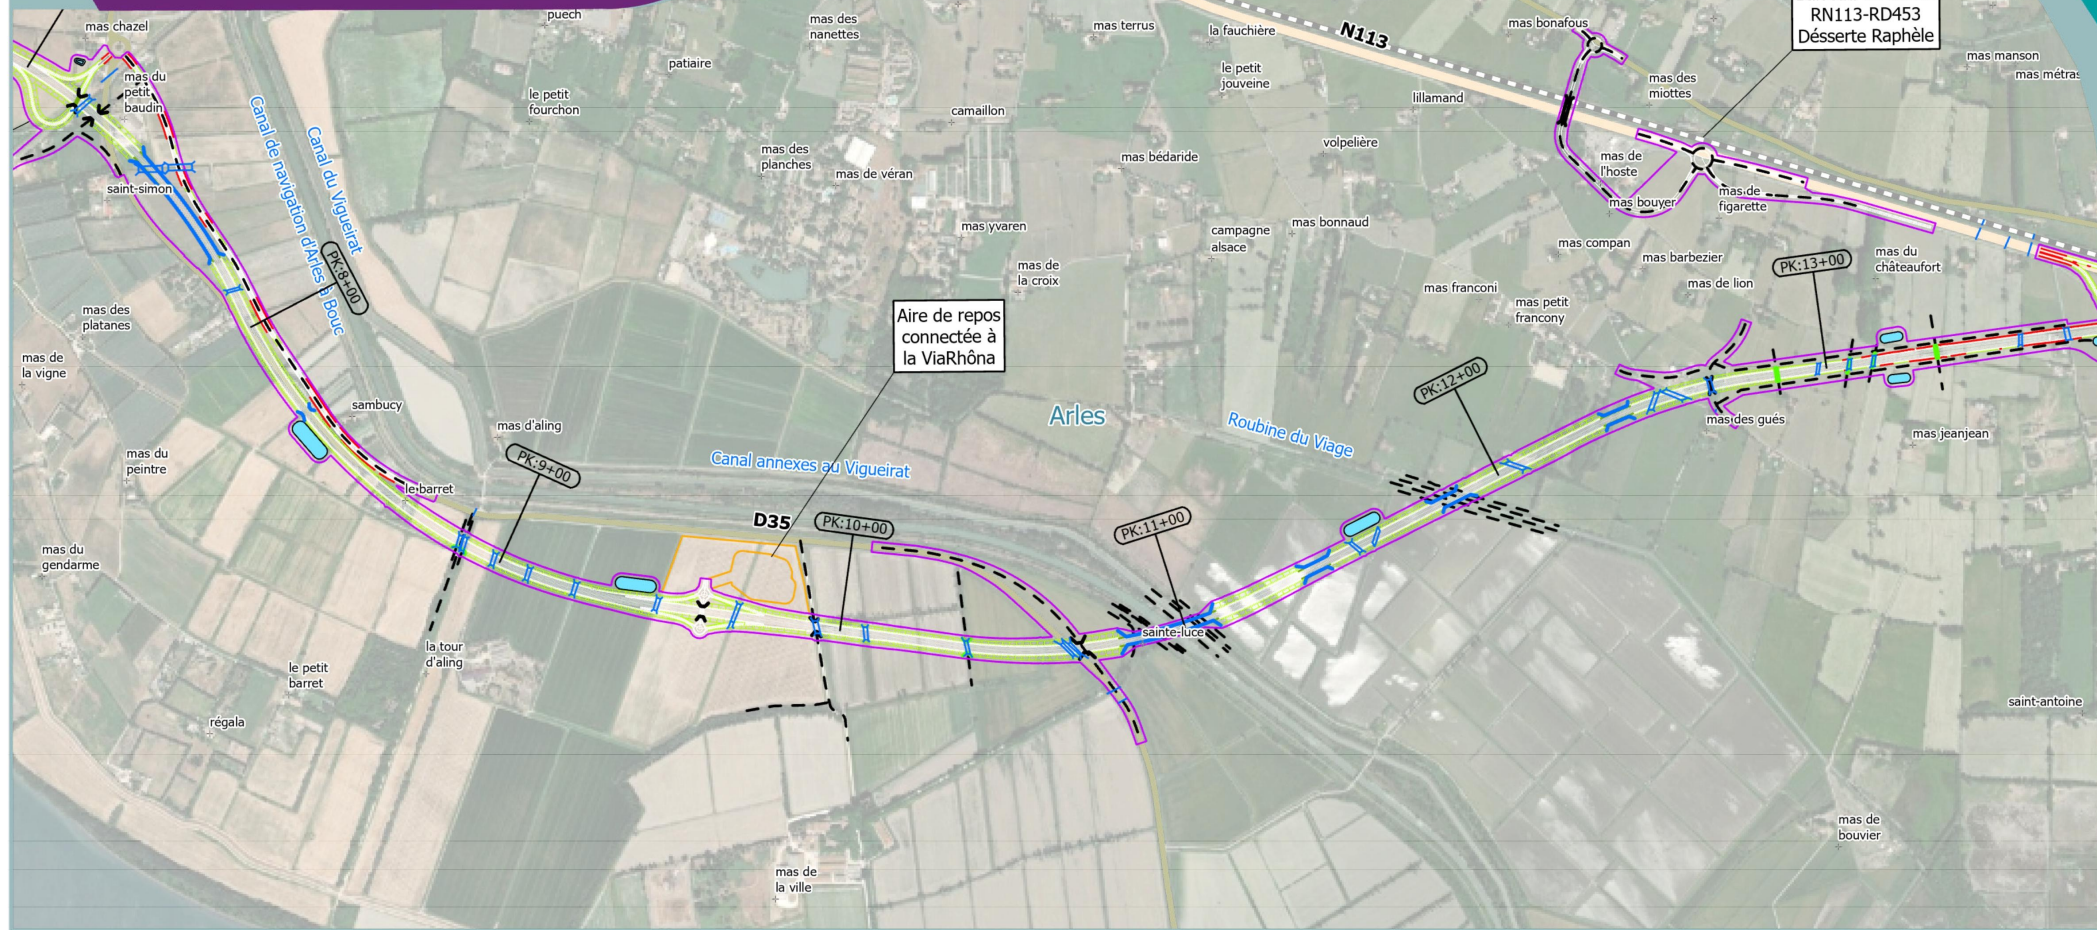 mas chazel
puech
mas des
nanettes
mas terrus
la fauchière
N113
mas bonafous
RN113-RD453
Désserte Raphèle
mas manson
mas métras
mas du
petit
baudin
patiaire
le petit
fourchon
camaillon
le petit
jouveine
lillamand
mas des
miottes
Canal de navigation d'Arles à Bouc
Canal du Vigueirat
mas des
planches
mas de véran
mas bédaride
volpelière
mas de
l'hoste
saint-simon
mas bouyer
mas de
figarette
mas yvaren
campagne
alsace
mas bonnaud
mas compan
mas barbezier
mas du
châteaufort
PK:8+00
mas de
la croix
PK:13+00
mas de lion
mas franconi
mas petit
francony
mas des
platanes
Aire de repos
connectée à
la ViaRhôna
mas de
la vigne
PK:12+00
sambucy
Arles
Roubine du Viage
mas des gués
mas jeanjean
mas d'aling
mas du
peintre
PK:9+00
Canal annexes au Vigueirat
le barret
D35
PK:10+00
PK:11+00
mas du
gendarme
sainte-luce
la tour
d'aling
le petit
barret
régala
saint-antoine
mas de
bouvier
mas de
la ville